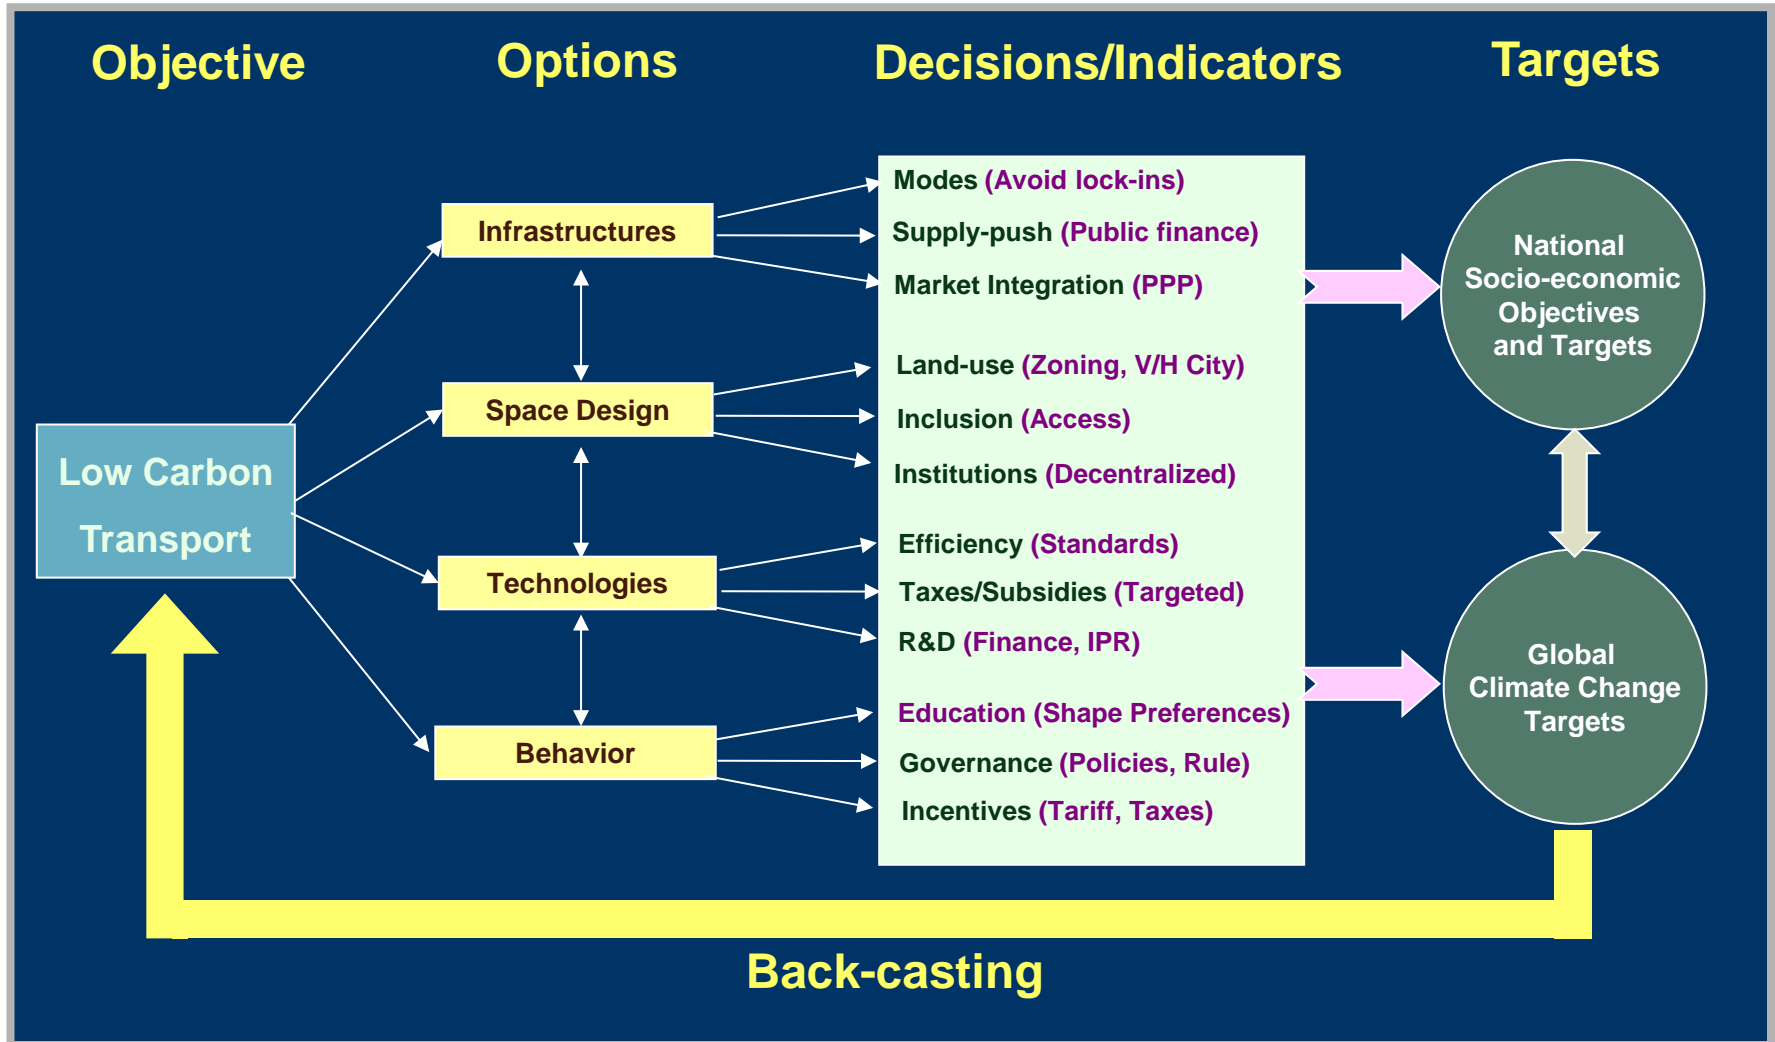 Objective
Options
Decisions/Indicators
Targets
Low Carbon
Transport
Infrastructures
Space Design
Technologies
Behavior
Modes (Avoid lock-ins)
Supply-push (Public finance)
Market Integration (PPP)
Land-use (Zoning, V/H City)
Inclusion (Access)
Institutions (Decentralized)
Efficiency (Standards)
Taxes/Subsidies (Targeted)
R&D (Finance, IPR)
Education (Shape Preferences)
Governance (Policies, Rule)
Incentives (Tariff, Taxes)
National
Socio-economic
Objectives
and Targets
Global
Climate Change
Targets
Back-casting